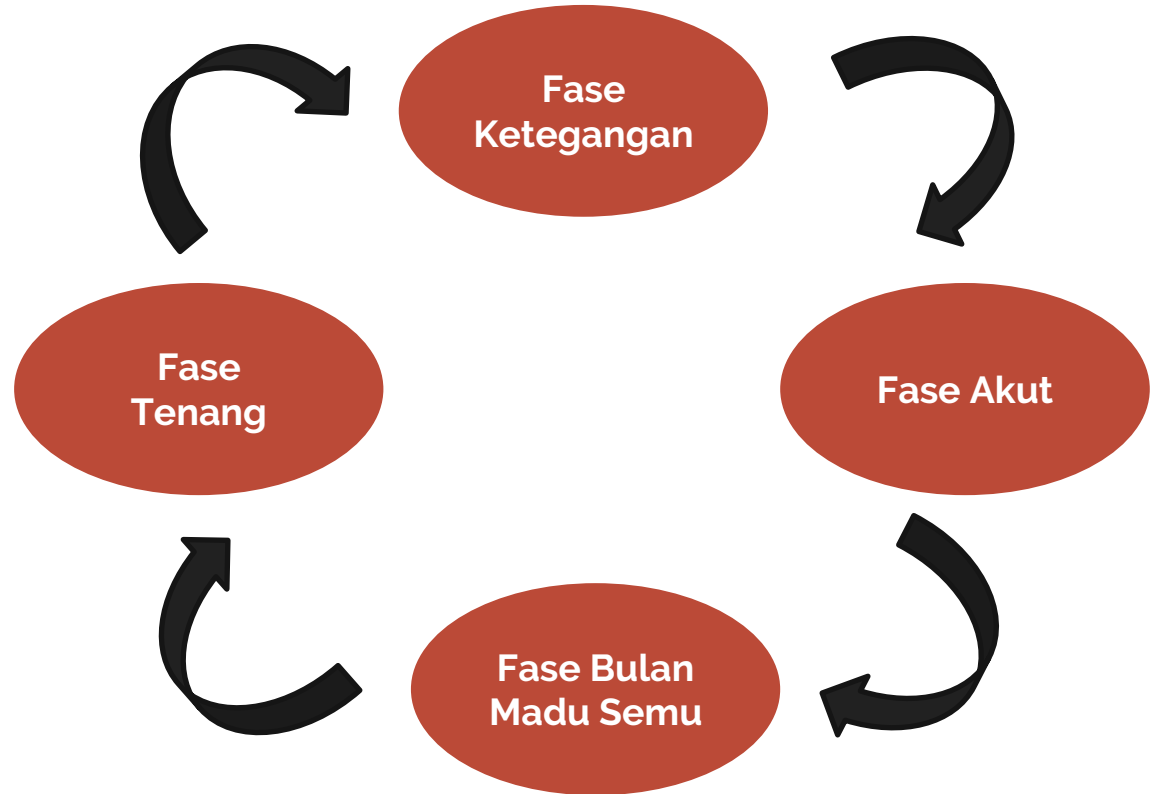 Fase
Ketegangan
Fase
Tenang
Fase Akut
Fase Bulan
Madu Semu